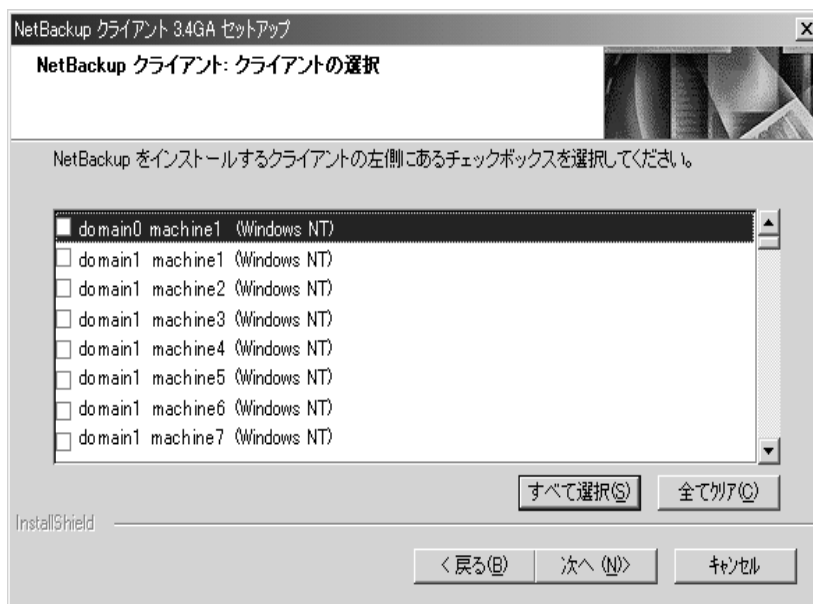 NetBackup クライアント 3.4GA セットアップ
NetBackup クライアント: クライアントの選択
NetBackup をインストールするクライアントの左側にあるチェックボックスを選択してください。
domain0 machine1 (Windows NT)
domain1 machine1 (Windows NT)
domain1 machine2 (Windows NT)
domain1 machine3 (Windows NT)
domain1 machine4 (Windows NT)
domain1 machine5 (Windows NT)
domain1 machine6 (Windows NT)
domain1 machine7 (Windows NT)
すべて選択(S) 全てクリア(C)
InstallShield
< 戻る(B) 次へ (N)> キャンセル